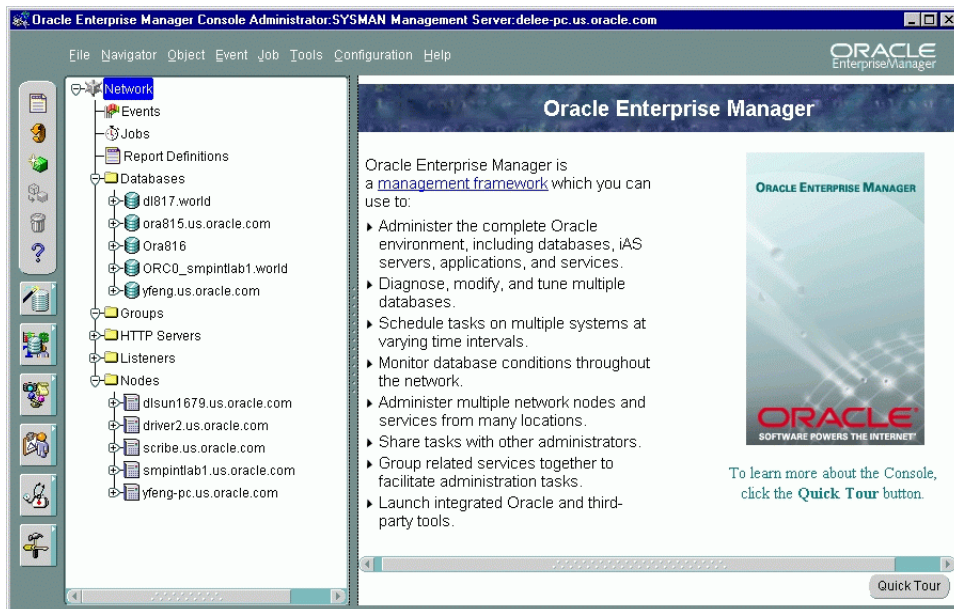 Oracle Enterprise Manager Console Administrator:SYSMAN Management Server:delee-pc.us.oracle.com
File Navigator Object Event Job Tools Configuration Help
ORACLE
EnterpriseManager
Network
Events
Jobs
Report Definitions
Databases
dl817.world
ora815.us.oracle.com
Ora816
ORC0_smpintlab1.world
yfeng.us.oracle.com
Groups
HTTP Servers
Listeners
Nodes
dlsun1679.us.oracle.com
driver2.us.oracle.com
scribe.us.oracle.com
smpintlab1.us.oracle.com
yfeng-pc.us.oracle.com
Oracle Enterprise Manager
Oracle Enterprise Manager is
a management framework which you can
use to:
Administer the complete Oracle
environment, including databases, iAS
servers, applications, and services.
Diagnose, modify, and tune multiple
databases.
Schedule tasks on multiple systems at
varying time intervals.
Monitor database conditions throughout
the network.
Administer multiple network nodes and
services from many locations.
Share tasks with other administrators.
Group related services together to
facilitate administration tasks.
Launch integrated Oracle and third-
party tools.
ORACLE ENTERPRISE MANAGER
ORACLE
SOFTWARE POWERS THE INTERNET
To learn more about the Console,
click the Quick Tour button.
Quick Tour